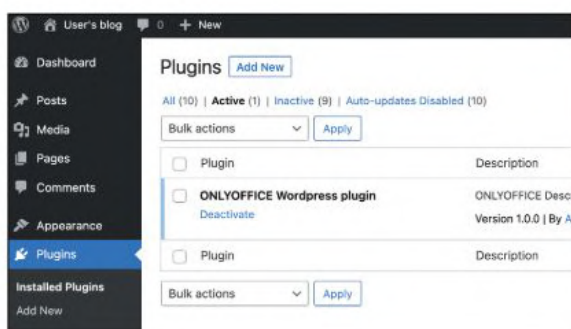 User's blog 0 + New
Dashboard
Posts
Media
Pages
Comments
Appearance
Plugins
Installed Plugins
Add New
Plugins Add New
All (10) | Active (1) | Inactive (9) | Auto-updates Disabled (10)
Bulk actions Apply
Plugin Description
ONLYOFFICE Wordpress plugin ONLYOFFICE Desc
Deactivate Version 1.0.0 | By A
Plugin Description
Bulk actions Apply